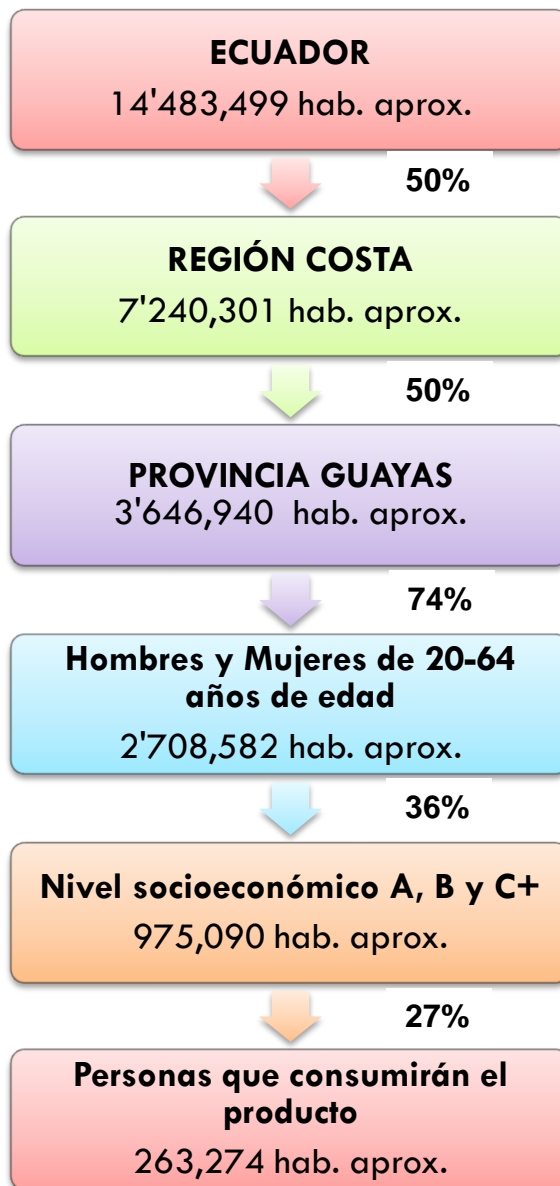 ECUADOR
14'483,499 hab. aprox.
50%
REGIÓN COSTA
7'240,301 hab. aprox.
50%
PROVINCIA GUAYAS
3'646,940 hab. aprox.
74%
Hombres y Mujeres de 20-64
años de edad
2'708,582 hab. aprox.
36%
Nivel socioeconómico A, B y C+
975,090 hab. aprox.
27%
Personas que consumirán el
producto
263,274 hab. aprox.